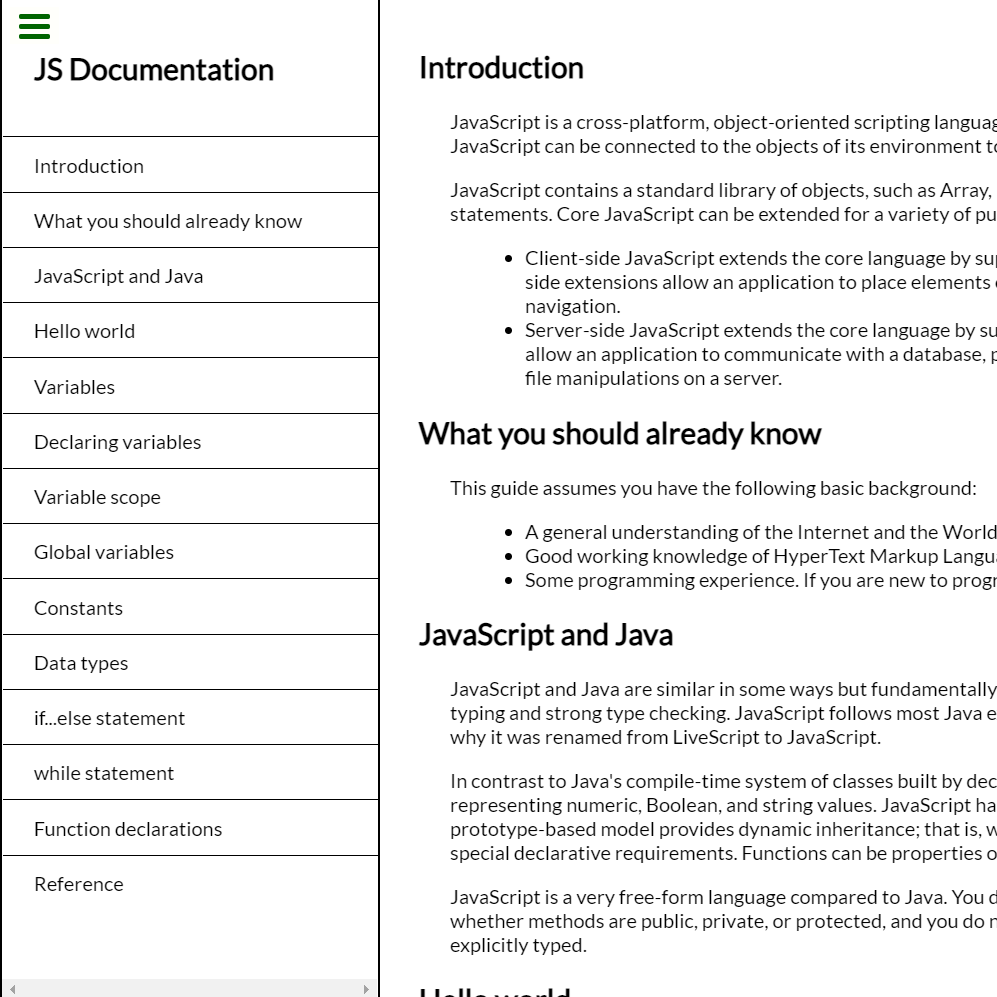 JS Documentation
Introduction
What you should already know
JavaScript and Java
Hello world
Variables
Declaring variables
Variable scope
Global variables
Constants
Data types
if...else statement
while statement
Function declarations
Reference
Introduction
JavaScript is a cross-platform, object-oriented scripting
JavaScript can be connected to the objects of its environment
JavaScript contains a standard library of objects, such as Array,
statements. Core JavaScript can be extended for a variety of
Client-side JavaScript extends the core language by
side extensions allow an application to place elements
navigation.
Server-side JavaScript extends the core language by
allow an application to communicate with a database,
file manipulations on a server.
What you should already know
This guide assumes you have the following basic background:
A general understanding of the Internet and the World
Good working knowledge of HyperText Markup
Some programming experience. If you are new to
JavaScript and Java
JavaScript and Java are similar in some ways but fundamentally
typing and strong type checking. JavaScript follows most Java
why it was renamed from LiveScript to JavaScript.
In contrast to Java's compile-time system of classes built by
representing numeric, Boolean, and string values. JavaScript
prototype-based model provides dynamic inheritance; that is,
special declarative requirements. Functions can be properties
JavaScript is a very free-form language compared to Java. You
whether methods are public, private, or protected, and you do
explicitly typed.
Hello world